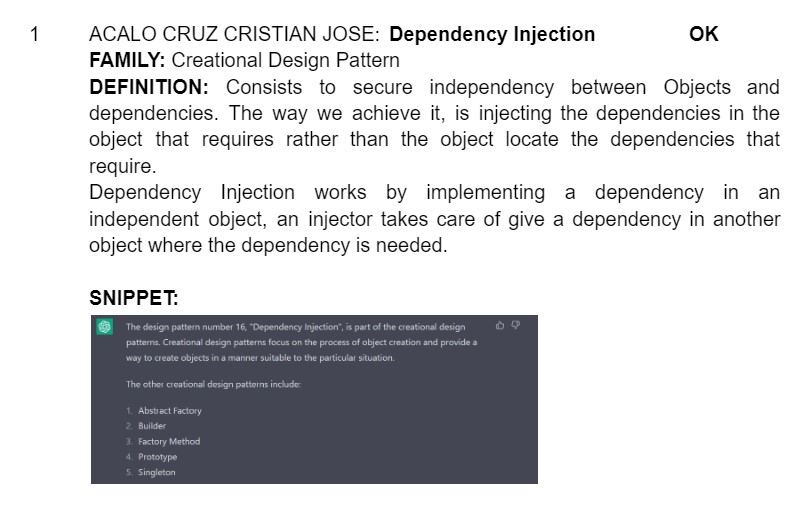 1 ACALO CRUZ CRISTIAN JOSE: Dependency Injection OK
FAMILY: Creational Design Pattern
DEFINITION: Consists to secure independency between Objects and
dependencies. The way we achieve it, is injecting the dependencies in the
object that requires rather than the object locate the dependencies that
require.
Dependency Injection works by implementing a dependency in an
independent object, an injector takes care of give a dependency in another
object where the dependency is needed.
SNIPPET:
The design pattern number 16, "Dependency Injection", is part of the creational design
patterns. Creational design patterns focus on the process of object creation and provide a
way to create objects in a manner suitable to the particular situation.
The other creational design patterns include:
1. Abstract Factory
2. Builder
3. Factory Method
4. Prototype
5. Singleton